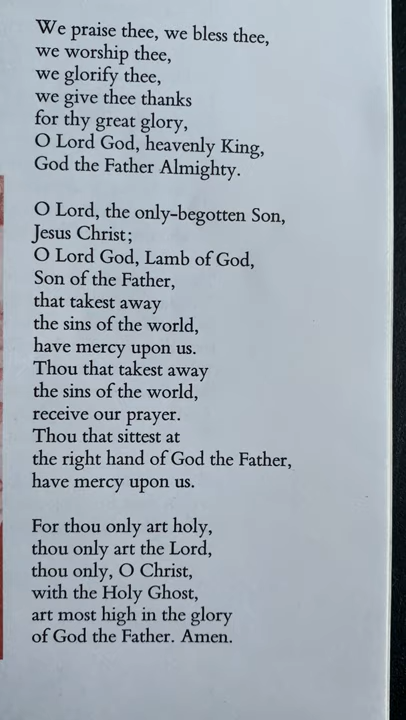 We praise thee, we bless thee,
we worship thee,
we glorify thee,
we give thee thanks
for thy great glory,
O Lord God, heavenly King,
God the Father Almighty.
O Lord, the only-begotten Son,
Jesus Christ;
O Lord God, Lamb of God,
Son of the Father,
that takest away
the sins of the world,
have mercy upon us.
Thou that takest away
the sins of the world,
receive our prayer.
Thou that sittest at
the right hand of God the Father,
have mercy upon us.
For thou only art holy,
thou only art the Lord,
thou only, O Christ,
with the Holy Ghost,
art most high in the glory
of God the Father. Amen.